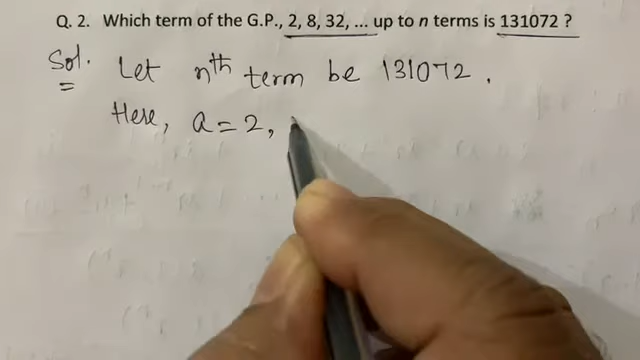 Q. 2. Which term of the G.P., 2, 8, 32, ... up to n terms is 131072 ?
Sol. Let nth term be 131072 .
Here, a = 2,